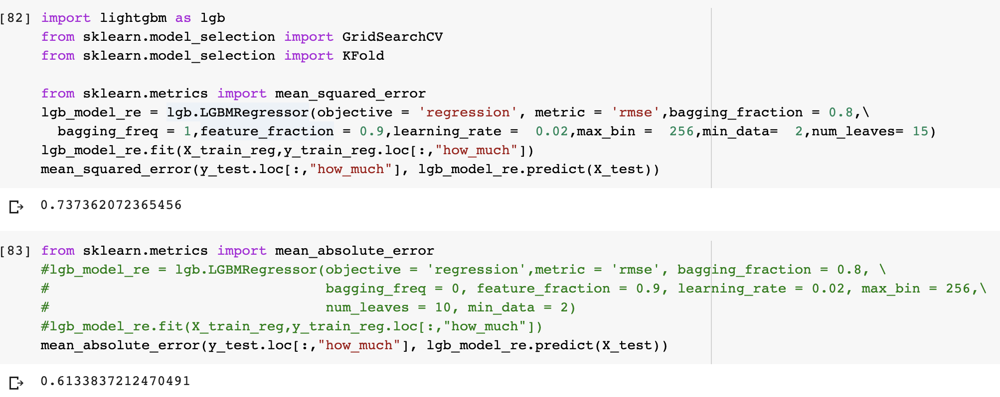 [82] import lightgbm as lgb
from sklearn.model_selection import GridSearchCV
from sklearn.model_selection import KFold
from sklearn.metrics import mean_squared_error
lgb_model_re = lgb.LGBMRegressor(objective = 'regression', metric = 'rmse',bagging_fraction = 0.8,\
bagging_freq = 1,feature_fraction = 0.9,learning_rate =  0.02,max_bin =  256,min_data=  2,num_leaves= 15)
lgb_model_re.fit(X_train_reg,y_train_reg.loc[:,"how_much"])
mean_squared_error(y_test.loc[:,"how_much"], lgb_model_re.predict(X_test))
0.737362072365456
[83] from sklearn.metrics import mean_absolute_error
#lgb_model_re = lgb.LGBMRegressor(objective = 'regression',metric = 'rmse', bagging_fraction = 0.8, \
#                                 bagging_freq = 0, feature_fraction = 0.9, learning_rate = 0.02, max_bin = 256,\
#                                 num_leaves = 10, min_data = 2)
#lgb_model_re.fit(X_train_reg,y_train_reg.loc[:,"how_much"])
mean_absolute_error(y_test.loc[:,"how_much"], lgb_model_re.predict(X_test))
0.6133837212470491